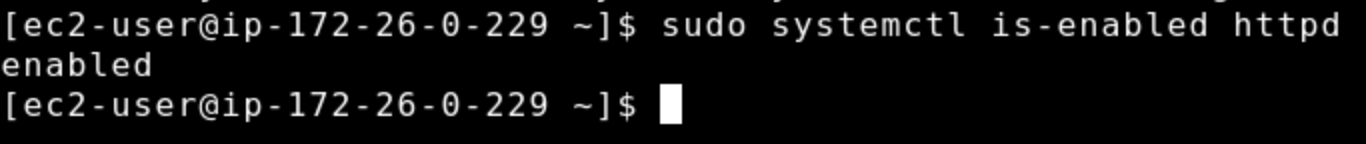 [ec2-user@ip-172-26-0-229 ~]$ sudo systemctl is-enabled httpd
enabled
[ec2-user@ip-172-26-0-229 ~]$